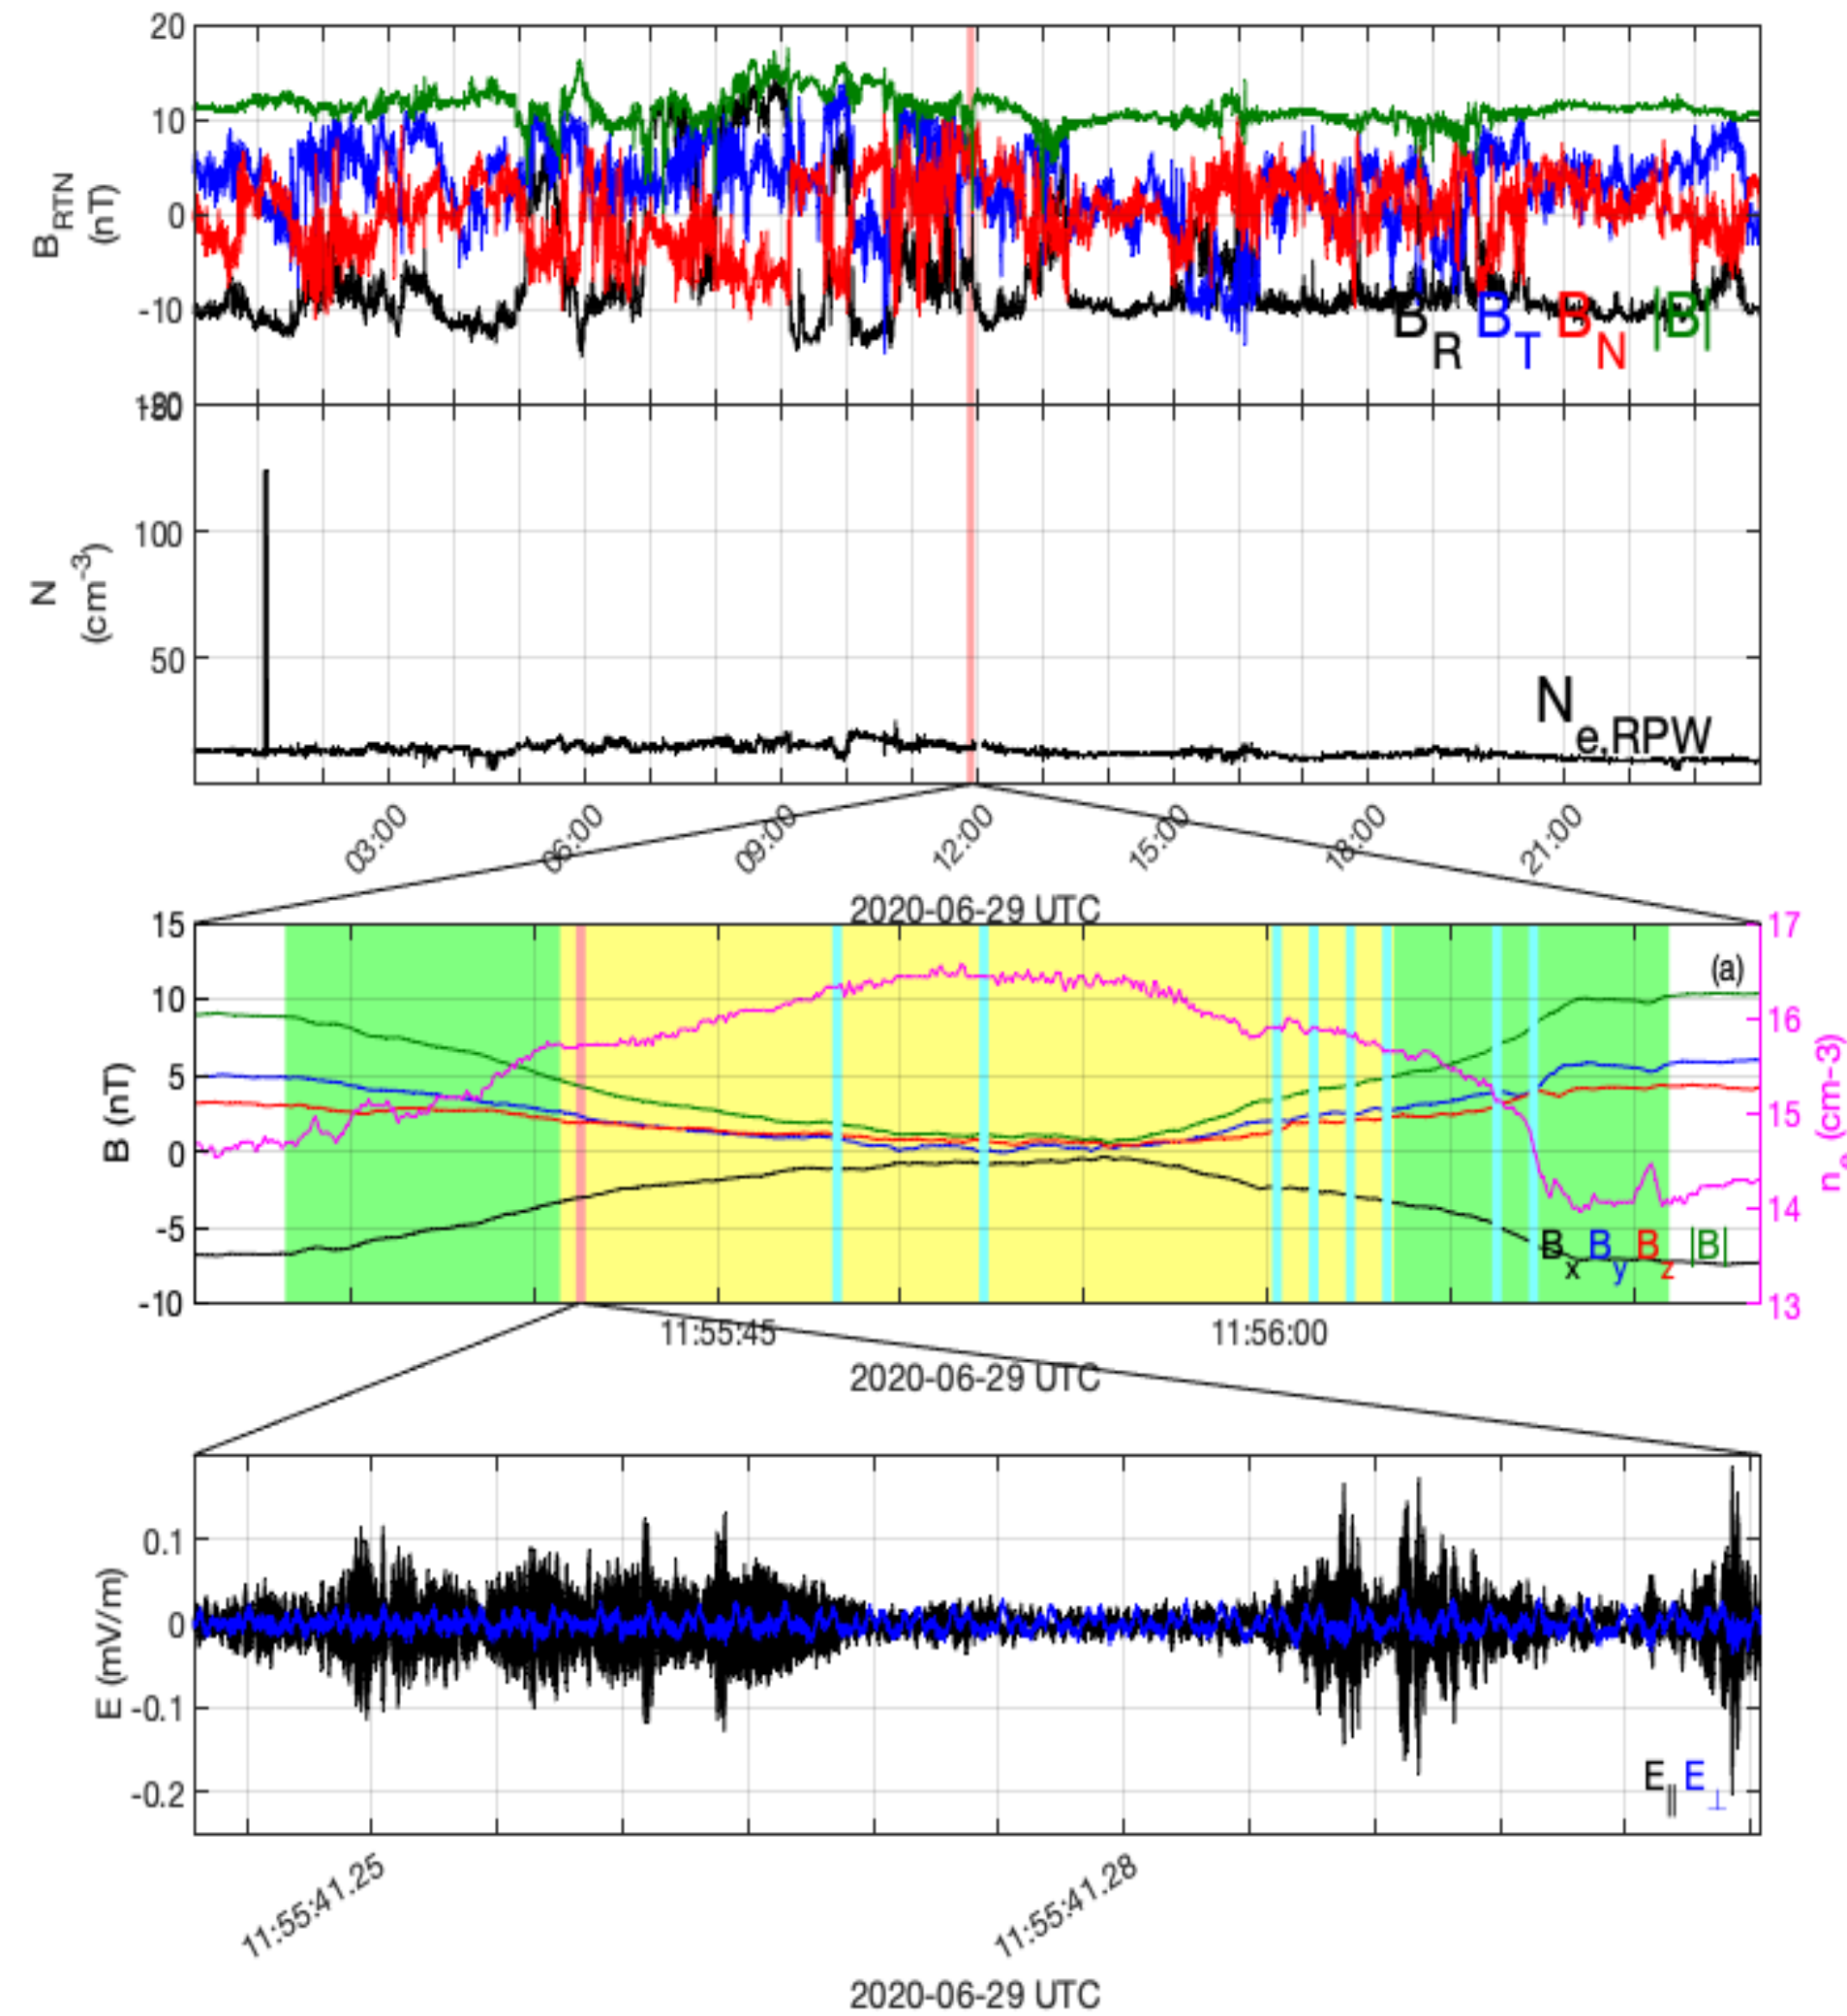 20
10
0
-10
B_RTN (nT)
B_R B_T B_N |B|
100
50
N (cm^-3)
N_e,RPW
03:00 06:00 09:00 12:00 15:00 18:00 21:00
2020-06-29 UTC
15
10
5
0
-5
-10
B (nT)
(a)
17
16
15
14
13
(cm-3)
B_x B_y B_z |B|
11:55:45 11:56:00
2020-06-29 UTC
0.1
0
-0.1
-0.2
E (mV/m)
E_∥ E_⊥
11:55:41.25 11:55:41.28
2020-06-29 UTC